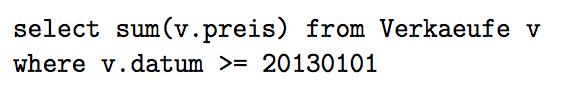 select sum(v.preis) from Verkaeufe v
where v.datum >= 20130101